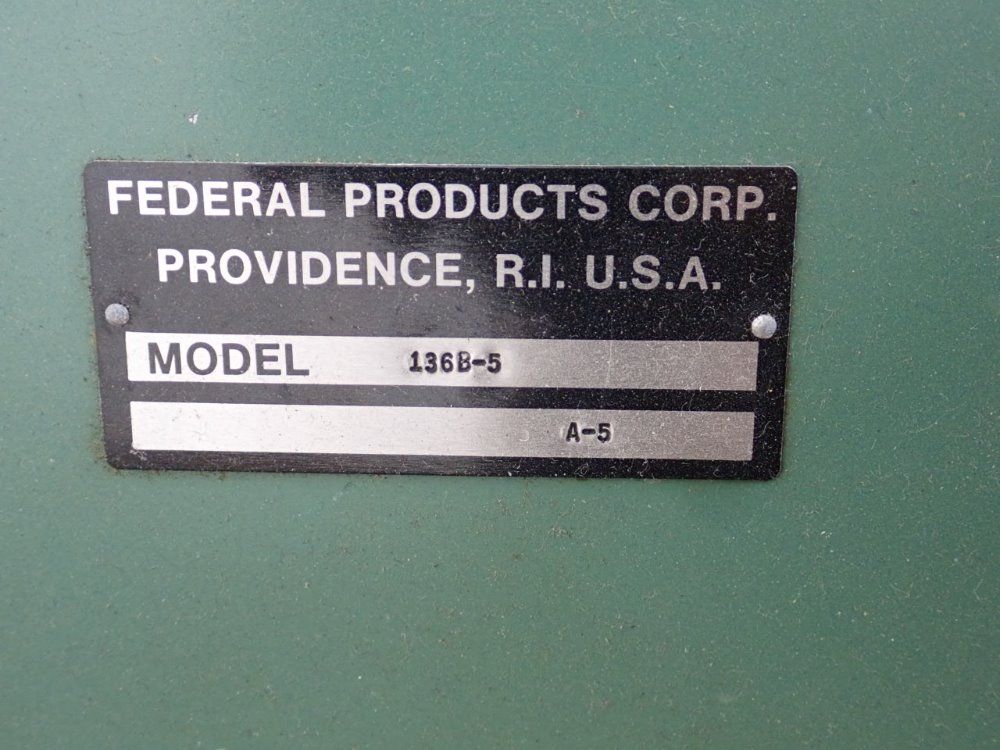 FEDERAL PRODUCTS CORP.
PROVIDENCE, R.I. U.S.A.
MODEL 136B-5
A-5